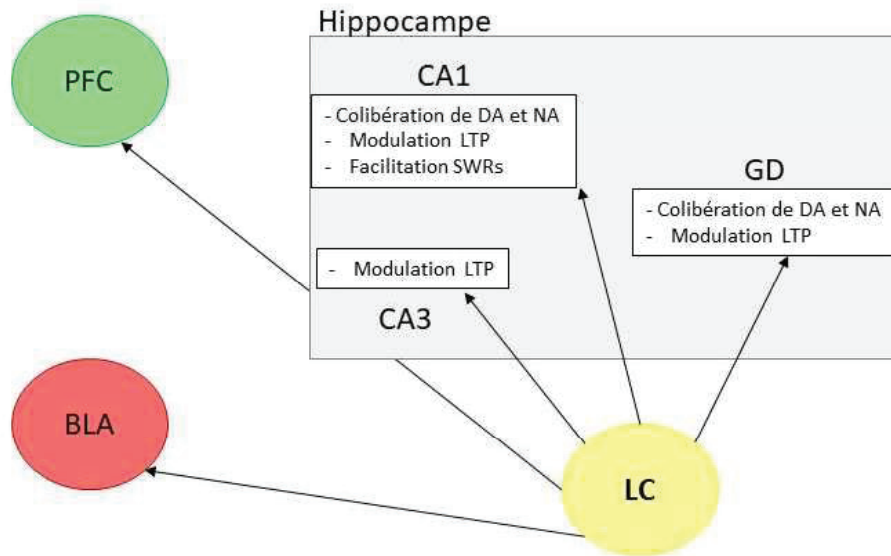 Hippocampe
PFC
CA1
- Colibération de DA et NA
- Modulation LTP
- Facilitation SWRs
GD
- Colibération de DA et NA
- Modulation LTP
- Modulation LTP
CA3
BLA
LC